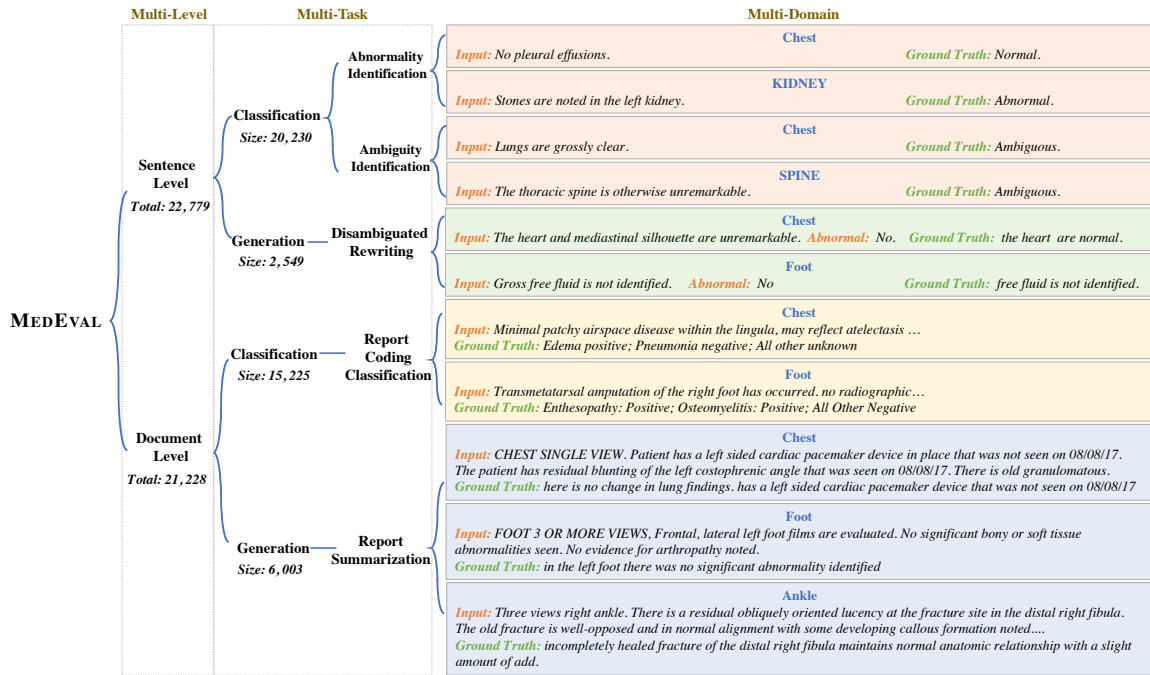 Multi-Level Multi-Task Multi-Domain
MEDEVAL
Sentence
Level
Total: 22,779
Classification
Size: 20,230
Abnormality
Identification
Chest
Input: No pleural effusions. Ground Truth: Normal.
KIDNEY
Input: Stones are noted in the left kidney. Ground Truth: Abnormal.
Ambiguity
Identification
Chest
Input: Lungs are grossly clear. Ground Truth: Ambiguous.
SPINE
Input: The thoracic spine is otherwise unremarkable. Ground Truth: Ambiguous.
Generation
Size: 2,549
Disambiguated
Rewriting
Chest
Input: The heart and mediastinal silhouette are unremarkable. Abnormal: No. Ground Truth: the heart are normal.
Foot
Input: Gross free fluid is not identified. Abnormal: No Ground Truth: free fluid is not identified.
Document
Level
Total: 21,228
Classification
Size: 15,225
Report
Coding
Classification
Chest
Input: Minimal patchy airspace disease within the lingula, may reflect atelectasis …
Ground Truth: Edema positive; Pneumonia negative; All other unknown
Foot
Input: Transmetatarsal amputation of the right foot has occurred. no radiographic…
Ground Truth: Enthesopathy: Positive; Osteomyelitis: Positive; All Other Negative
Generation
Size: 6,003
Report
Summarization
Chest
Input: CHEST SINGLE VIEW. Patient has a left sided cardiac pacemaker device in place that was not seen on 08/08/17.
The patient has residual blunting of the left costophrenic angle that was seen on 08/08/17. There is old granulomatous.
Ground Truth: here is no change in lung findings. has a left sided cardiac pacemaker device that was not seen on 08/08/17
Foot
Input: FOOT 3 OR MORE VIEWS, Frontal, lateral left foot films are evaluated. No significant bony or soft tissue
abnormalities seen. No evidence for arthropathy noted.
Ground Truth: in the left foot there was no significant abnormality identified
Ankle
Input: Three views right ankle. There is a residual obliquely oriented lucency at the fracture site in the distal right fibula.
The old fracture is well-opposed and in normal alignment with some developing callous formation noted....
Ground Truth: incompletely healed fracture of the distal right fibula maintains normal anatomic relationship with a slight
amount of add.